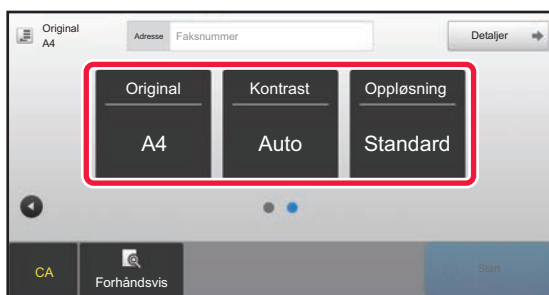 Original
A4
Adresse
Faksnummer
Detaljer
Original
Kontrast
Oppløsning
A4
Auto
Standard
CA
Forhåndsvis
Start